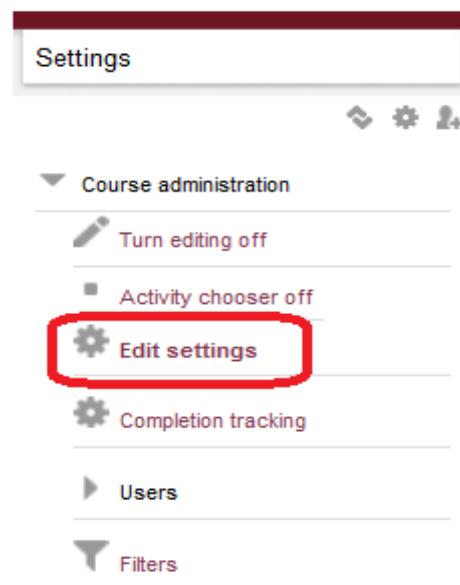 Settings
Course administration
Turn editing off
Activity chooser off
Edit settings
Completion tracking
Users
Filters